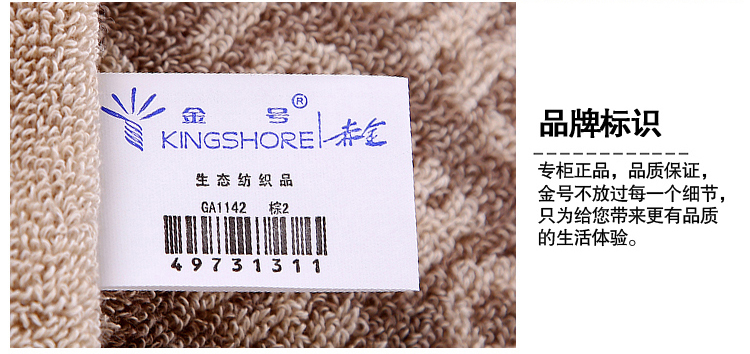 金号®
KINGSHORE 赤金
生态纺织品
GA1142 棕2
49731311
品牌标识
专柜正品，品质保证，
金号不放过每一个细节，
只为给您带来更有品质
的生活体验。